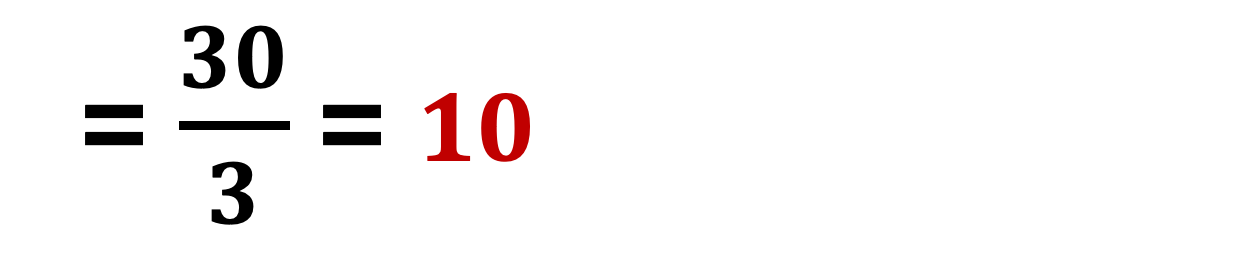 = 30/3 = 10